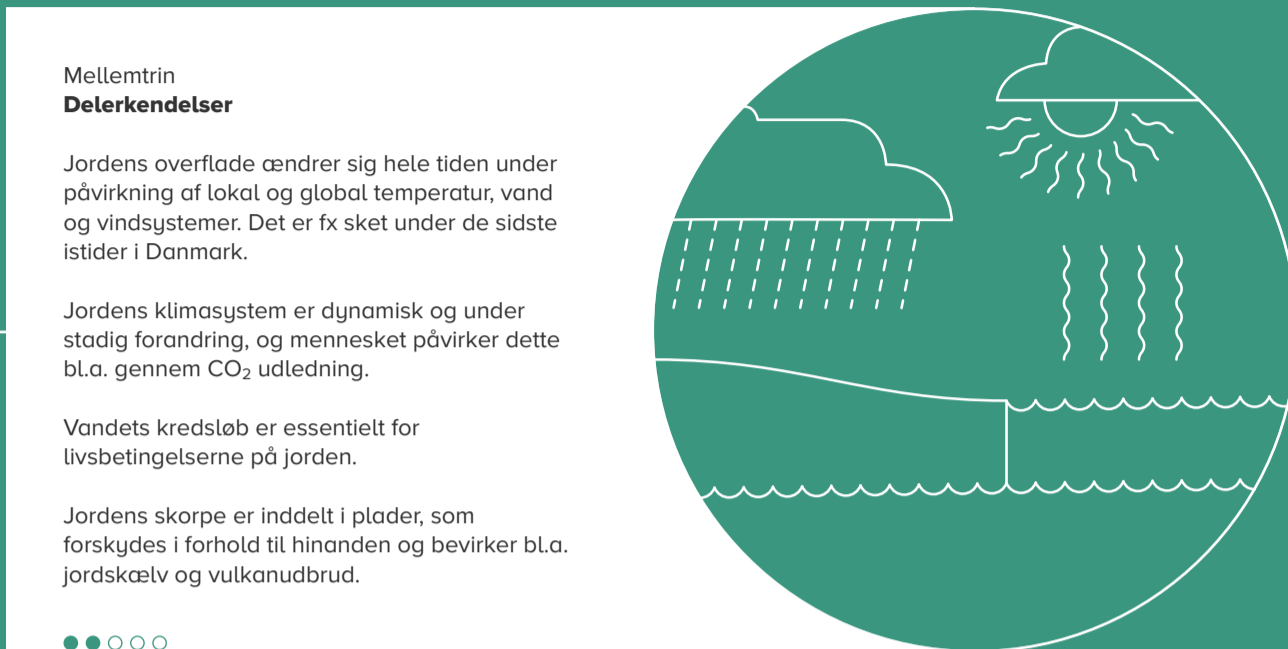 Mellemtrin
Delerkendelser
Jordens overflade ændrer sig hele tiden under
påvirkning af lokal og global temperatur, vand
og vindsystemer. Det er fx sket under de sidste
istider i Danmark.
Jordens klimasystem er dynamisk og under
stadig forandring, og mennesket påvirker dette
bl.a. gennem CO₂ udledning.
Vandets kredsløb er essentielt for
livsbetingelserne på jorden.
Jordens skorpe er inddelt i plader, som
forskydes i forhold til hinanden og bevirker bl.a.
jordskælv og vulkanudbrud.